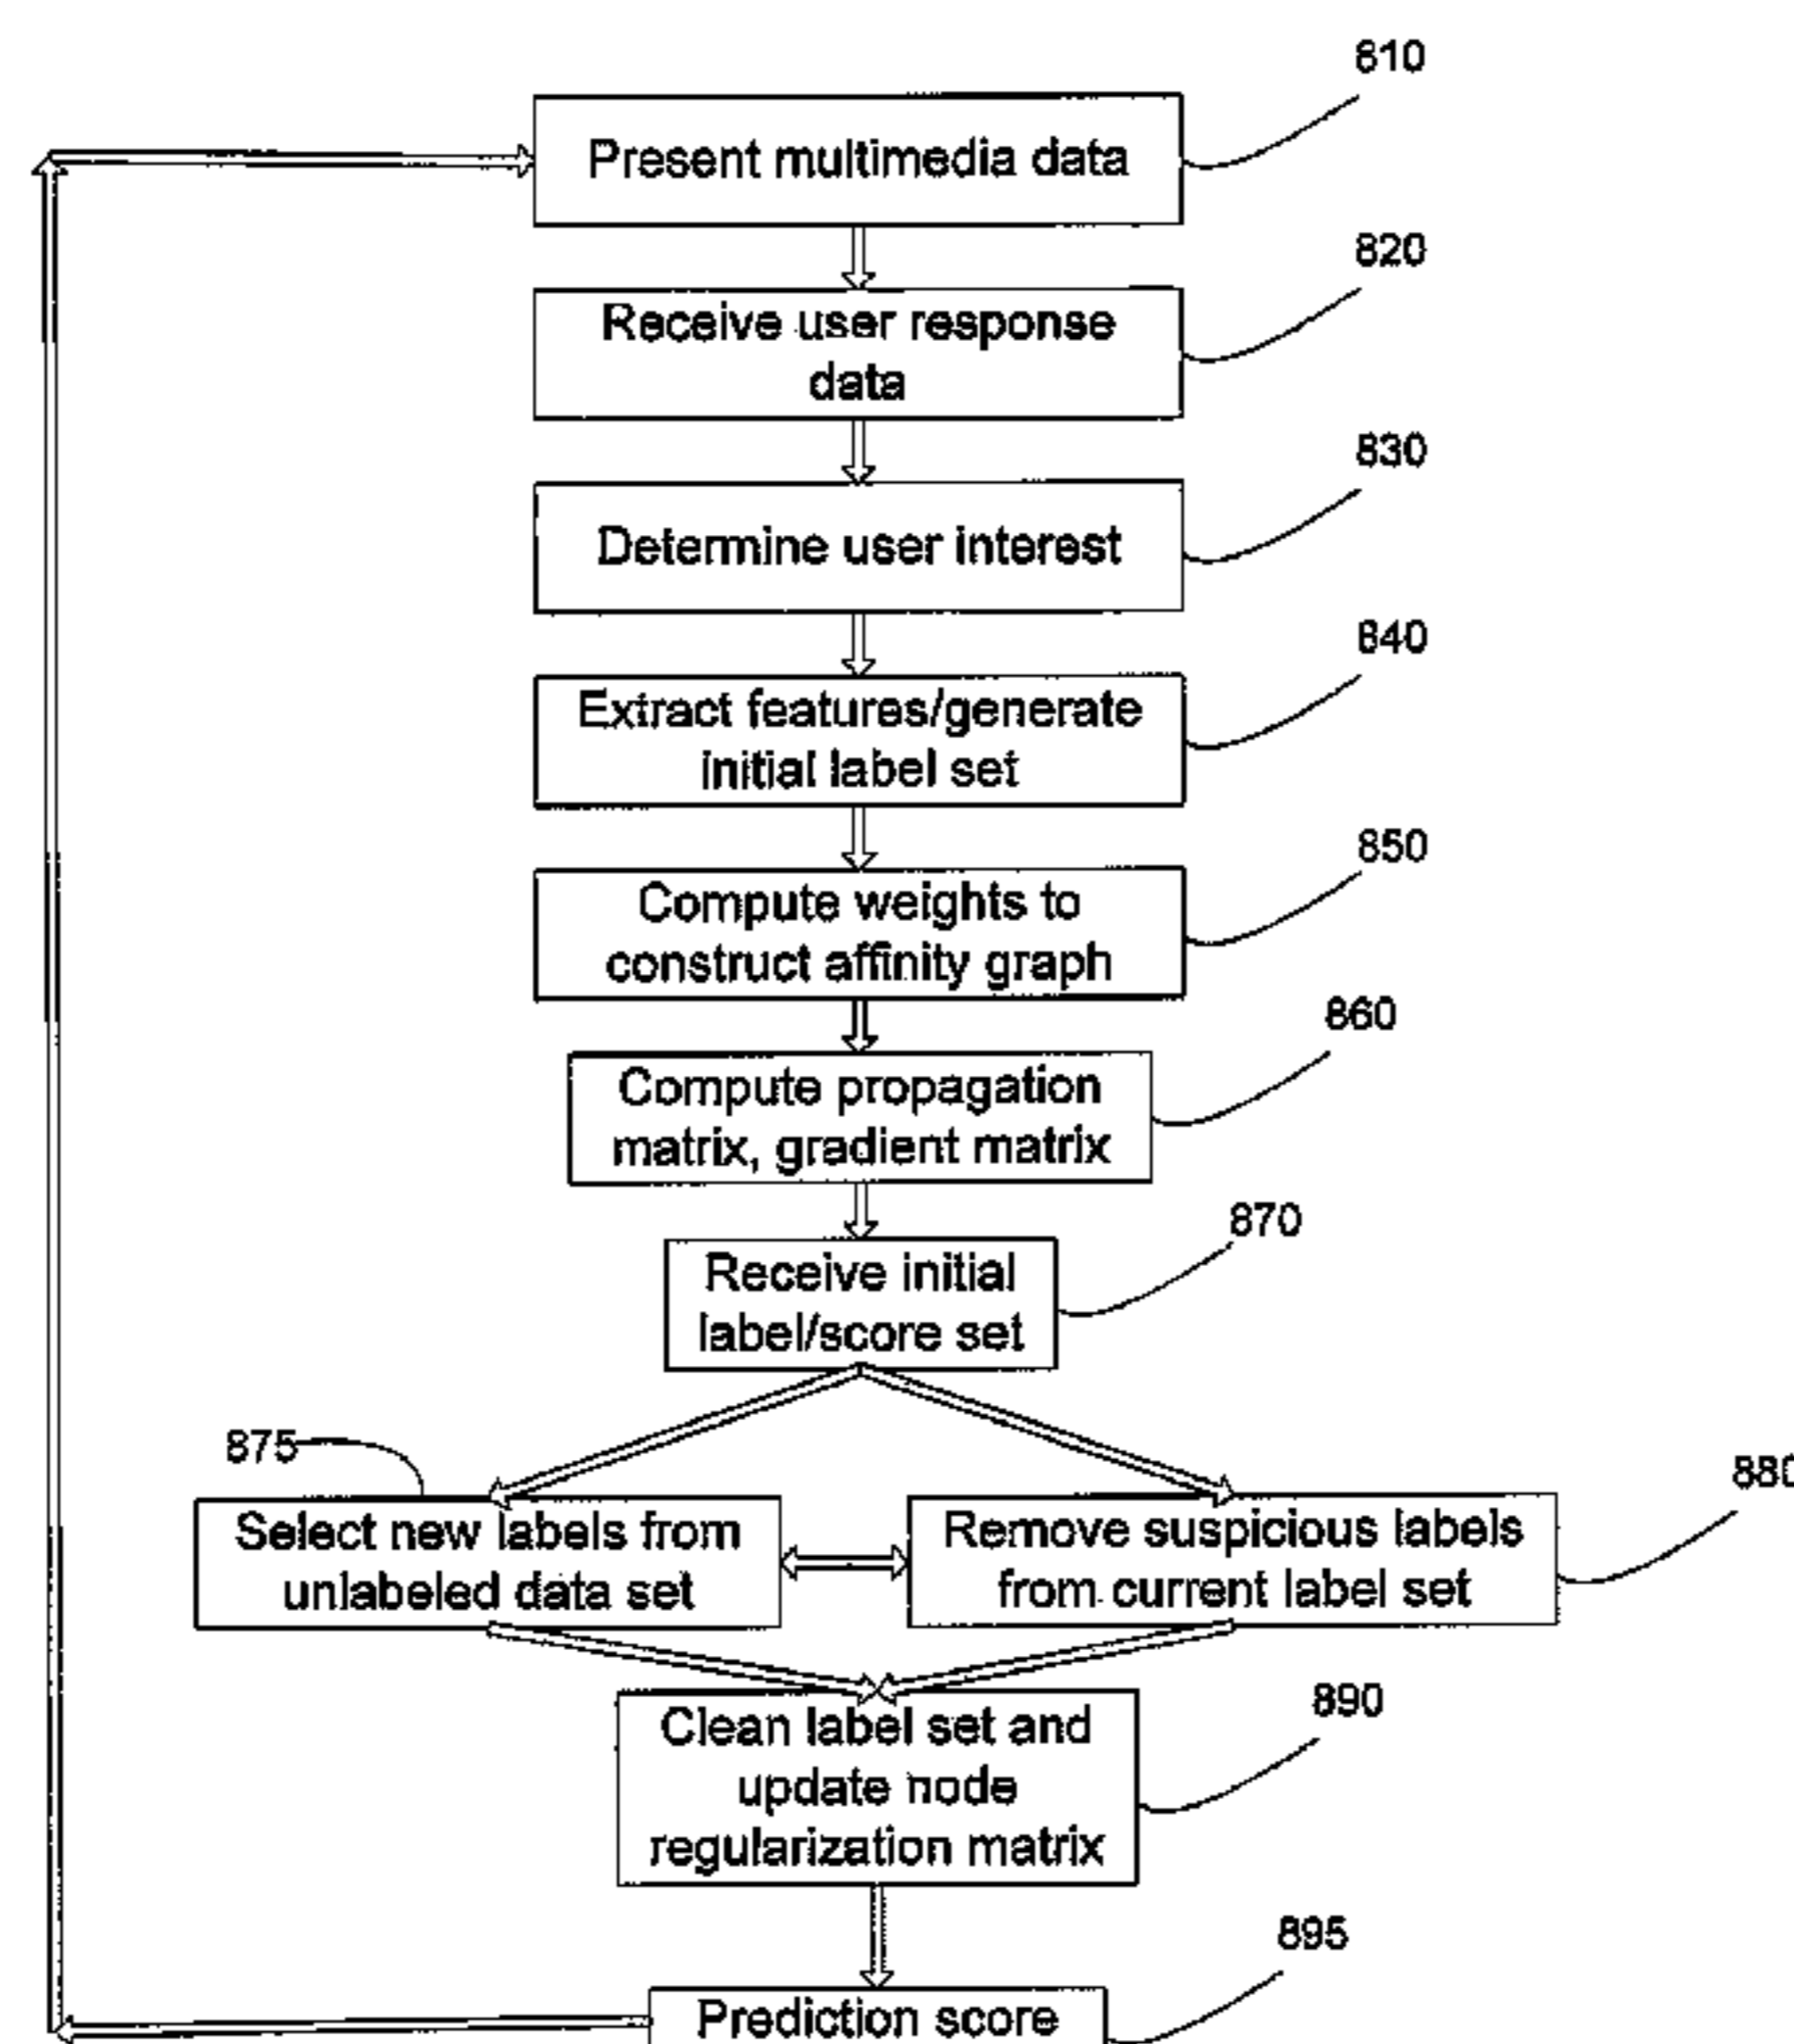 810
Present multimedia data
820
Receive user response
data
830
Determine user interest
840
Extract features/generate
initial label set
850
Compute weights to
construct affinity graph
860
Compute propagation
matrix, gradient matrix
870
Receive initial
label/score set
875
880
Select new labels from
unlabeled data set
Remove suspicious labels
from current label set
890
Clean label set and
update node
regularization matrix
895
Prediction score